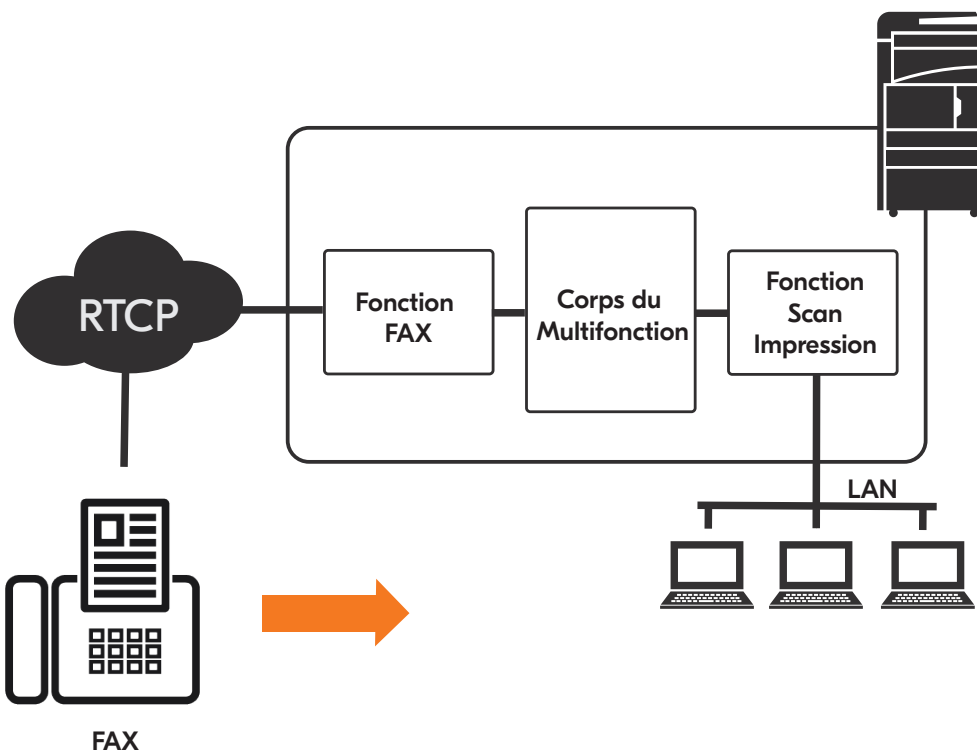 RTCP
Fonction
FAX
Corps du
Multifonction
Fonction
Scan
Impression
LAN
FAX